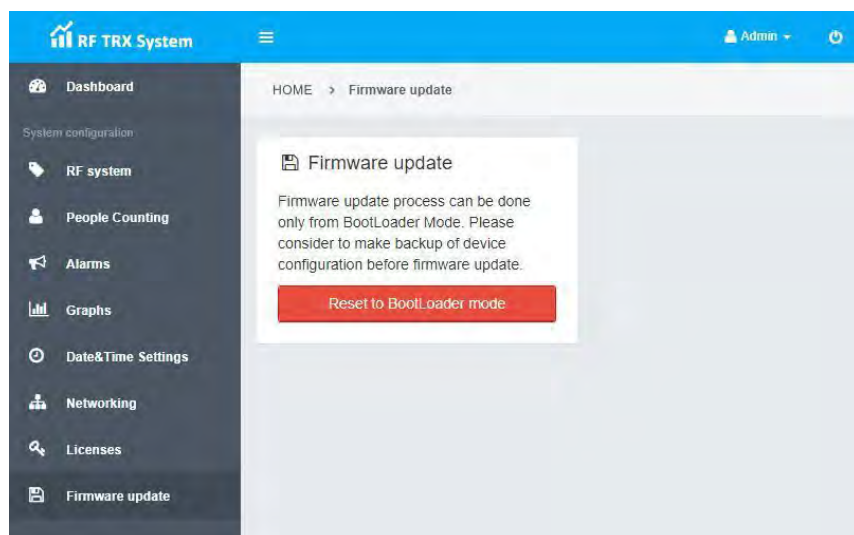 RF TRX System
Admin
Dashboard
HOME > Firmware update
System configuration
RF system
People Counting
Alarms
Graphs
Date&Time Settings
Networking
Licenses
Firmware update
Firmware update
Firmware update process can be done
only from BootLoader Mode. Please
consider to make backup of device
configuration before firmware update.
Reset to BootLoader mode